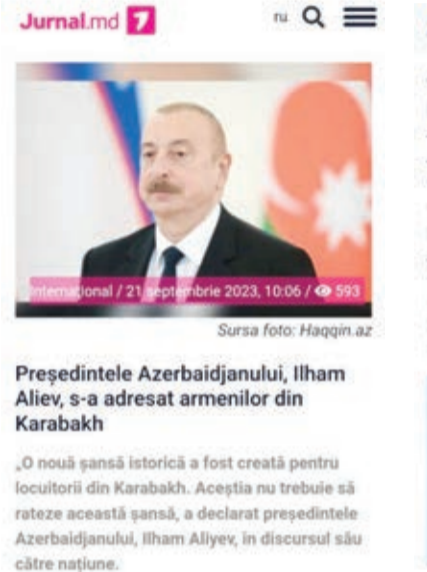 Jurnal.md 7
ru
Internațional / 21 septembrie 2023, 10:06 / 593
Sursa foto: Haqqin.az
Președintele Azerbaidjanului, Ilham
Aliev, s-a adresat armenilor din
Karabakh
„O nouă șansă istorică a fost creată pentru
locuitorii din Karabakh. Aceștia nu trebuie să
rateze această șansă, a declarat președintele
Azerbaidjanului, Ilham Aliyev, în discursul său
către națiune.